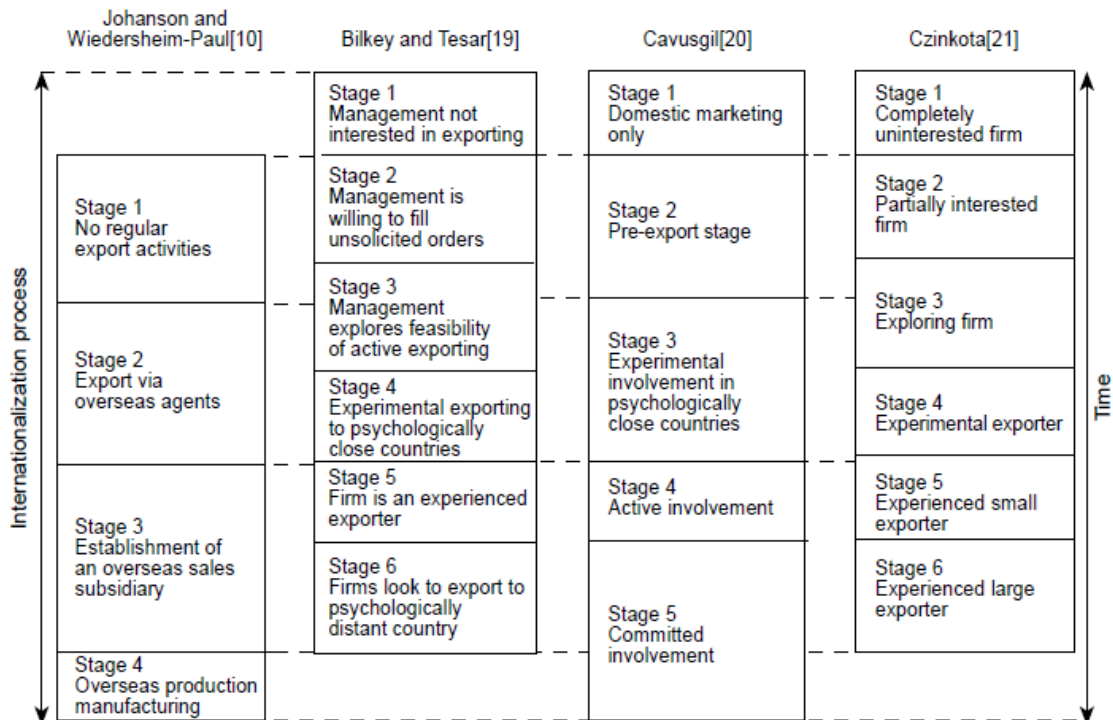 Johanson and
Wiedersheim-Paul[10]
Bilkey and Tesar[19]
Cavusgil[20]
Czinkota[21]
Internationalization process
Stage 1
No regular
export activities
Stage 2
Export via
overseas agents
Stage 3
Establishment of
an overseas sales
subsidiary
Stage 4
Overseas production
manufacturing
Stage 1
Management not
interested in exporting
Stage 2
Management is
willing to fill
unsolicited orders
Stage 3
Management
explores feasibility
of active exporting
Stage 4
Experimental exporting
to psychologically
close countries
Stage 5
Firm is an experienced
exporter
Stage 6
Firms look to export to
psychologically
distant country
Stage 1
Domestic marketing
only
Stage 2
Pre-export stage
Stage 3
Experimental
involvement in
psychologically
close countries
Stage 4
Active involvement
Stage 5
Committed
involvement
Stage 1
Completely
uninterested firm
Stage 2
Partially interested
firm
Stage 3
Exploring firm
Stage 4
Experimental exporter
Stage 5
Experienced small
exporter
Stage 6
Experienced large
exporter
Time